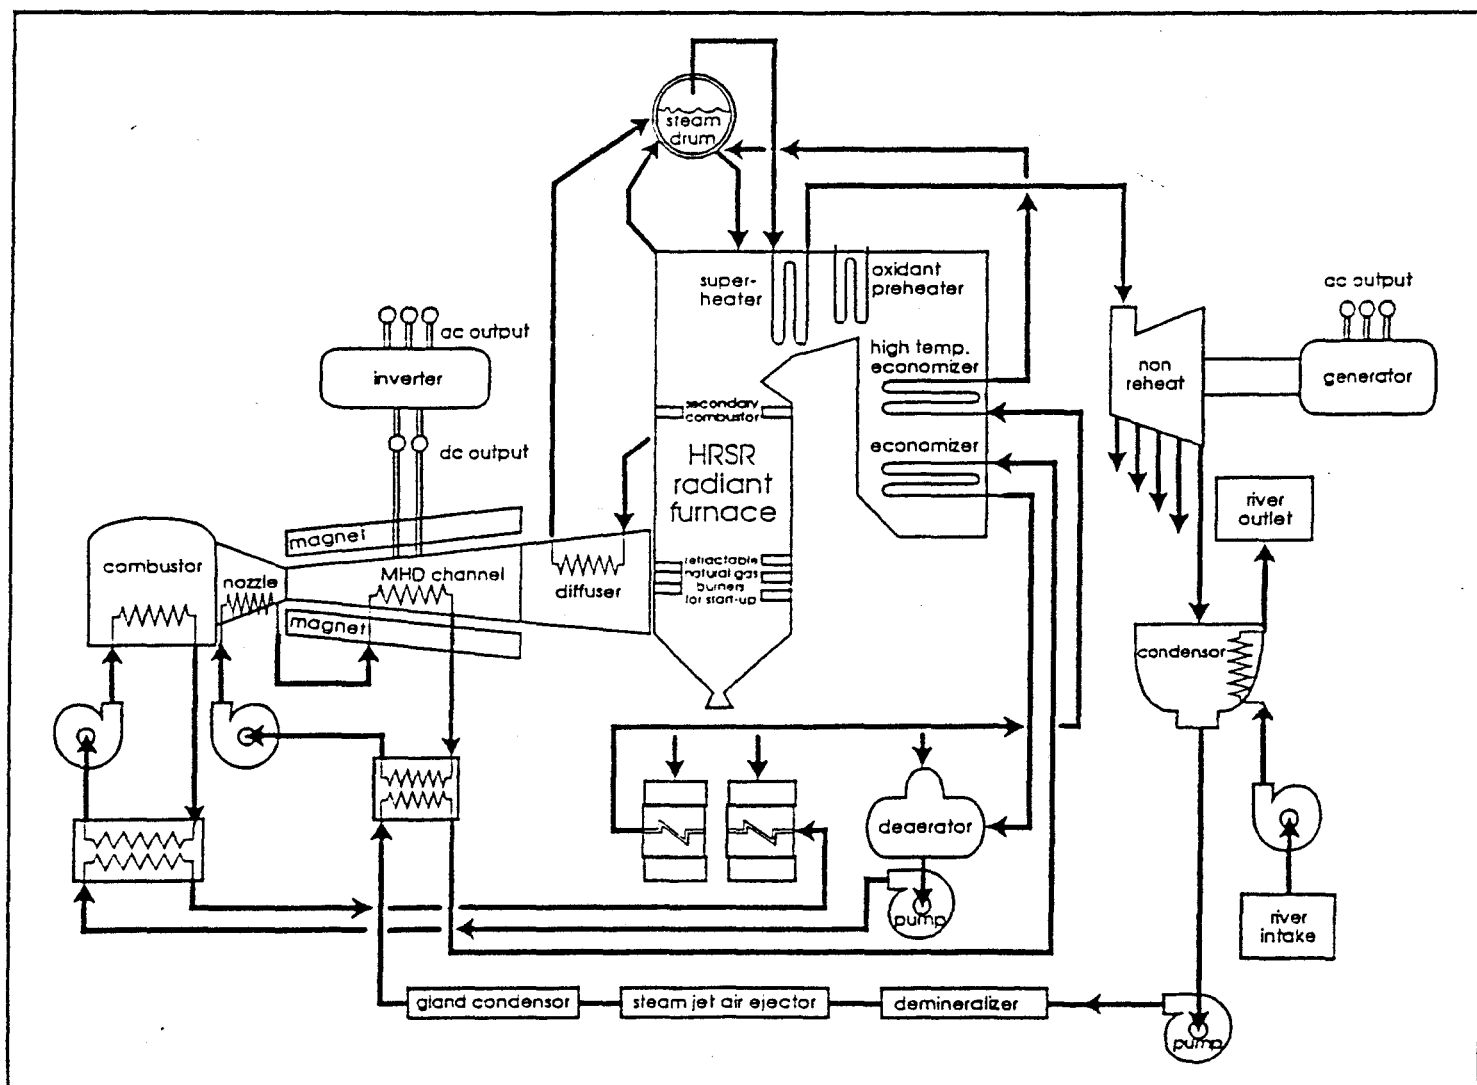 steam
drum
super-
heater
oxidant
preheater
ac output
ac output
inverter
high temp.
economizer
non
reheat
generator
secondary
combustor
dc output
economizer
HRSR
radiant
furnace
river
outlet
magnet
combustor
nozzle
MHD channel
diffuser
retractable
natural gas
burners
for start-up
magnet
condensor
deaerator
pump
river
intake
gland condensor
steam jet air ejector
demineralizer
pump